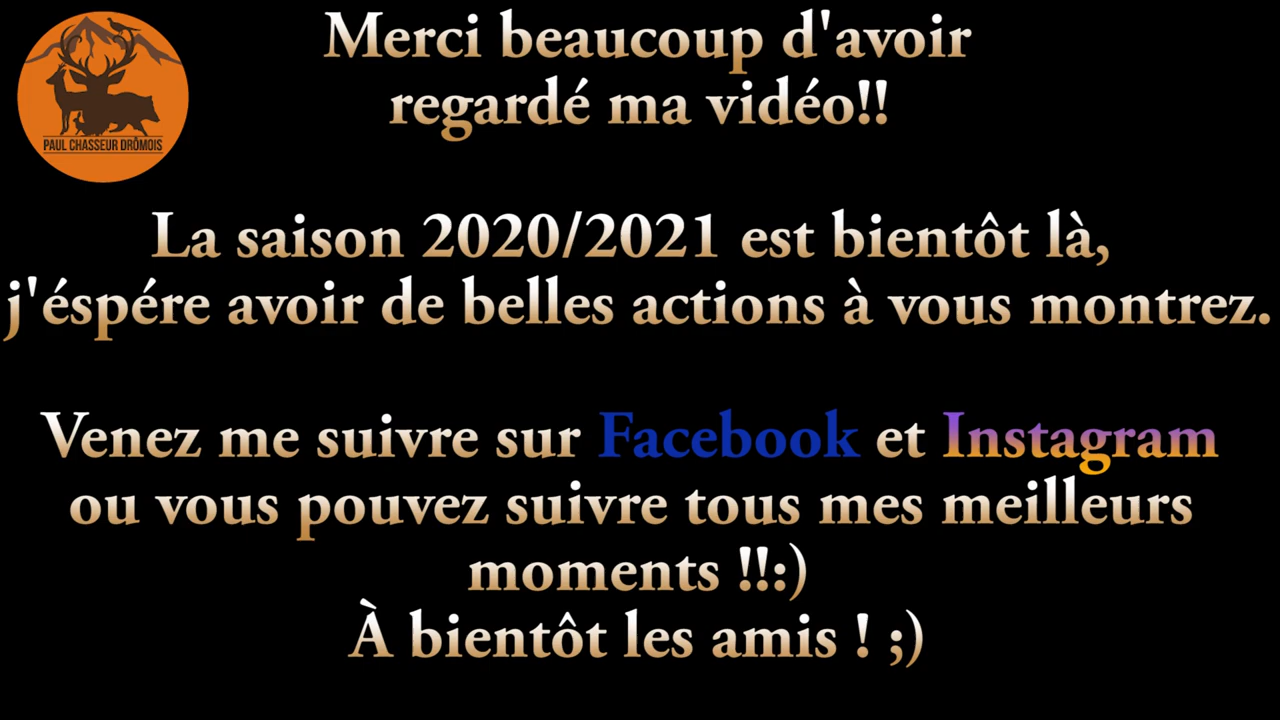 PAUL CHASSEUR DRÔMOIS
Merci beaucoup d'avoir
regardé ma vidéo!!
La saison 2020/2021 est bientôt là,
j'éspére avoir de belles actions à vous montrez.
Venez me suivre sur Facebook et Instagram
ou vous pouvez suivre tous mes meilleurs
moments !!:)
À bientôt les amis ! ;)